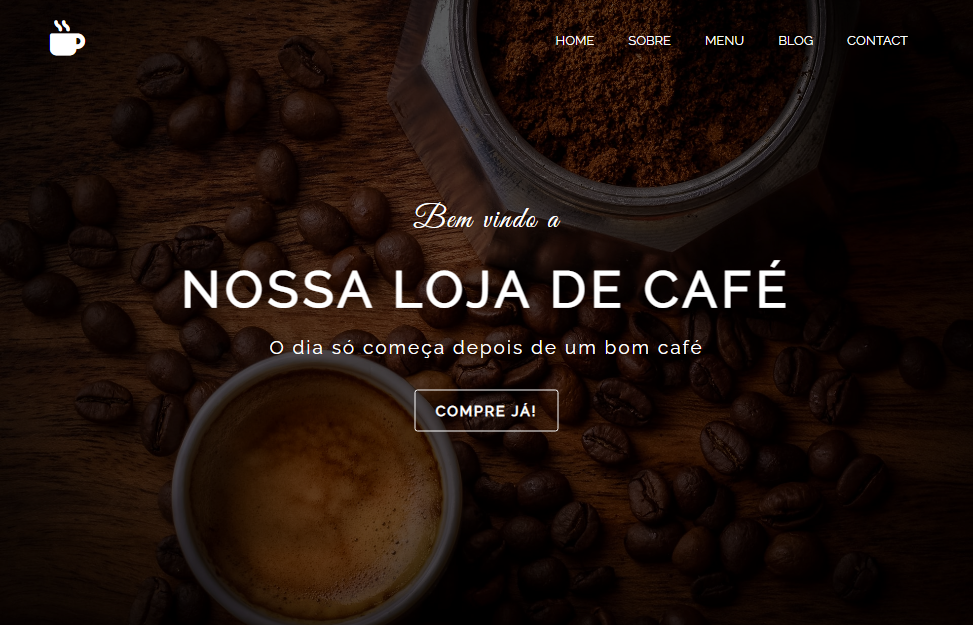 HOME SOBRE MENU BLOG CONTACT
Bem vindo a
NOSSA LOJA DE CAFÉ
O dia só começa depois de um bom café
COMPRE JÁ!